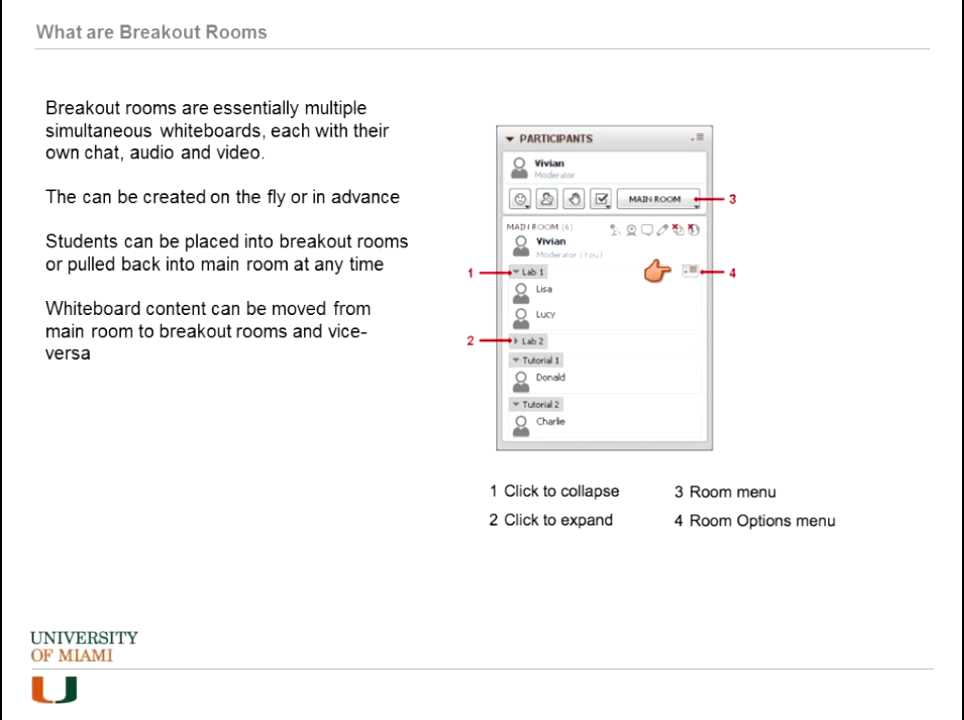 What are Breakout Rooms
Breakout rooms are essentially multiple
simultaneous whiteboards, each with their
own chat, audio and video.
The can be created on the fly or in advance
Students can be placed into breakout rooms
or pulled back into main room at any time
Whiteboard content can be moved from
main room to breakout rooms and vice-
versa
PARTICIPANTS
Vivian
Moderator
MAIN ROOM
3
MAIN ROOM (6)
Vivian
Moderator (You)
1
Lab 1
4
Lisa
Lucy
2
Lab 2
Tutorial 1
Donald
Tutorial 2
Charlie
1 Click to collapse
3 Room menu
2 Click to expand
4 Room Options menu
UNIVERSITY
OF MIAMI
U